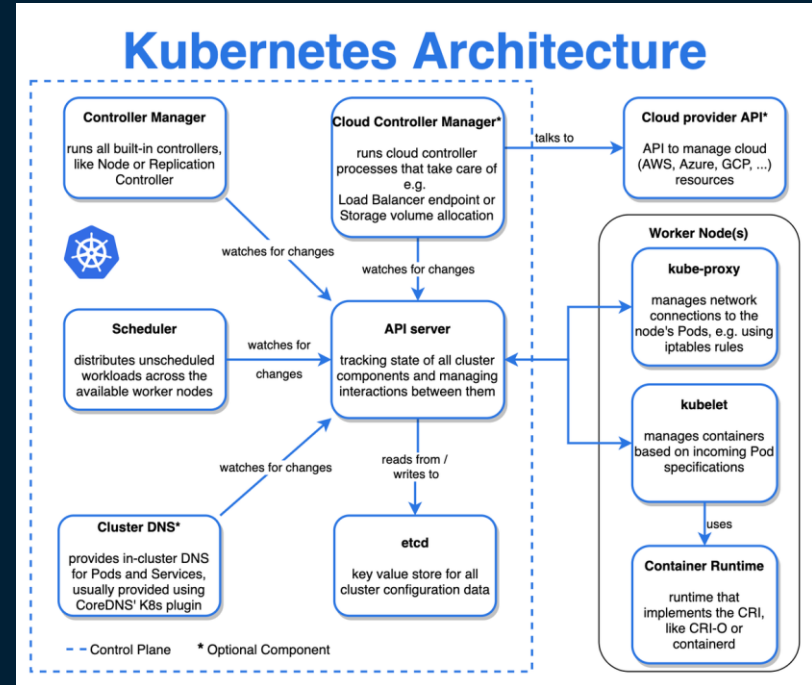 Kubernetes Architecture
Controller Manager
runs all built-in controllers,
like Node or Replication
Controller
Cloud Controller Manager*
runs cloud controller
processes that take care of
e.g.
Load Balancer endpoint or
Storage volume allocation
talks to
Cloud provider API*
API to manage cloud
(AWS, Azure, GCP, ...)
resources
watches for changes
watches for changes
Worker Node(s)
kube-proxy
manages network
connections to the
node's Pods, e.g. using
iptables rules
Scheduler
distributes unscheduled
workloads across the
available worker nodes
watches for
changes
API server
tracking state of all cluster
components and managing
interactions between them
kubelet
manages containers
based on incoming Pod
specifications
watches for changes
reads from /
writes to
uses
Cluster DNS*
provides in-cluster DNS
for Pods and Services,
usually provided using
CoreDNS' K8s plugin
etcd
key value store for all
cluster configuration data
Container Runtime
runtime that
implements the CRI,
like CRI-O or
containerd
Control Plane
* Optional Component